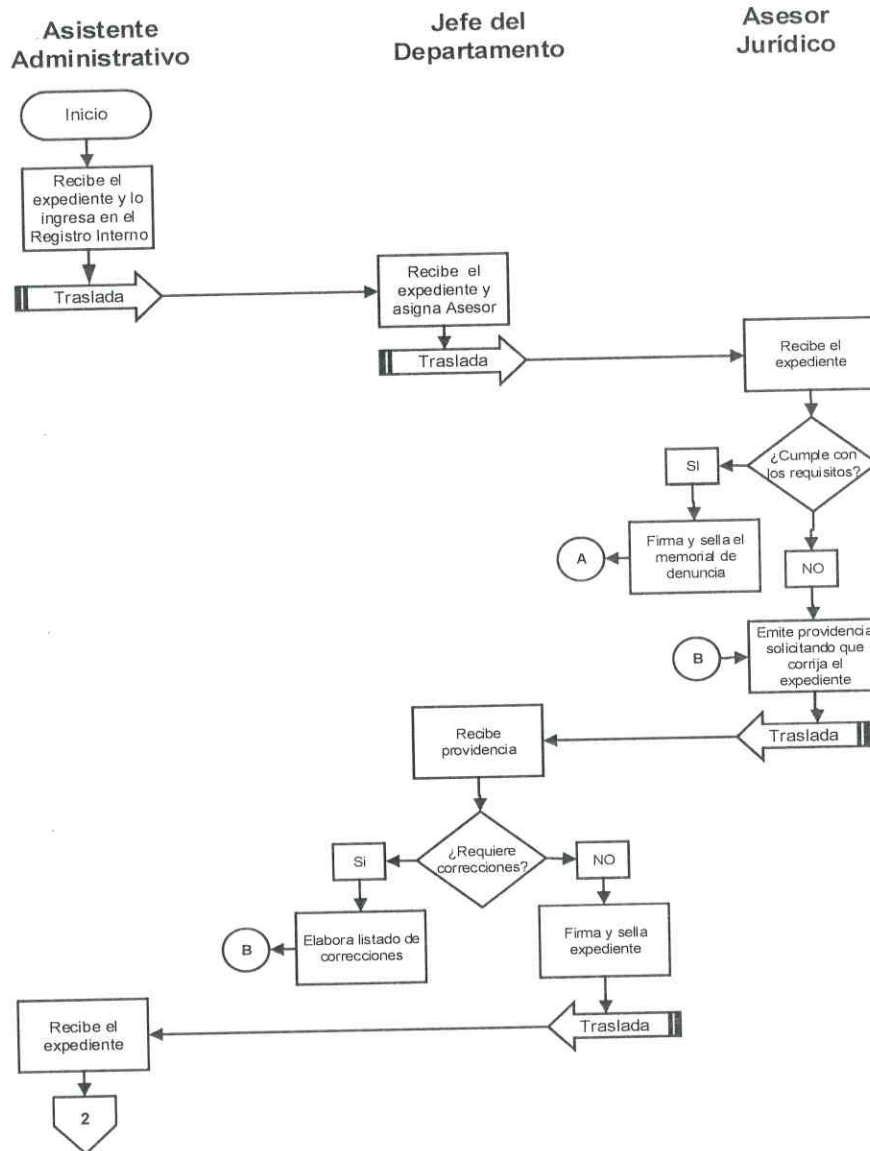 Asistente
Administrativo
Jefe del
Departamento
Asesor
Jurídico
Inicio
Recibe el
expediente y lo
ingresa en el
Registro Interno
Traslada
Recibe el
expediente y
asigna Asesor
Traslada
Recibe el
expediente
¿Cumple con
los requisitos?
SI
NO
Firma y sella el
memorial de
denuncia
A
B
Emite providencia
solicitando que
corrija el
expediente
Traslada
Recibe
providencia
¿Requiere
correcciones?
Si
NO
Elabora listado de
correcciones
B
Firma y sella
expediente
Traslada
Recibe el
expediente
2